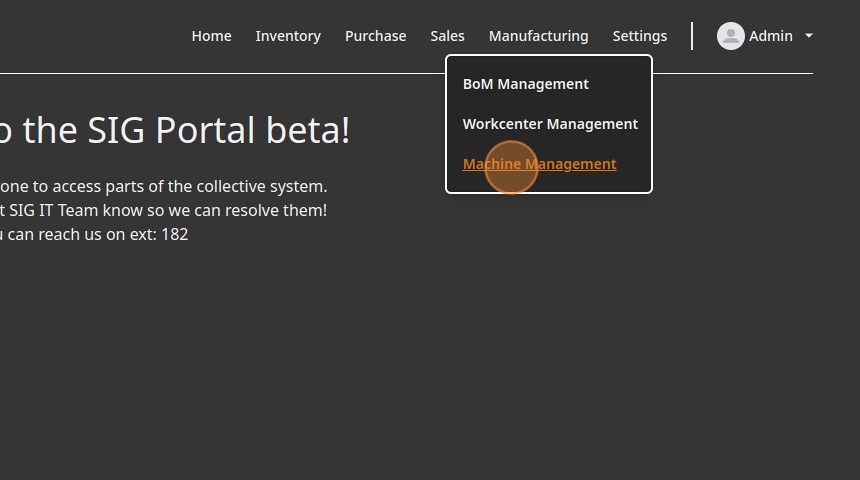 Home Inventory Purchase Sales Manufacturing Settings Admin
BoM Management
Workcenter Management
Machine Management
o the SIG Portal beta!
one to access parts of the collective system.
t SIG IT Team know so we can resolve them!
u can reach us on ext: 182